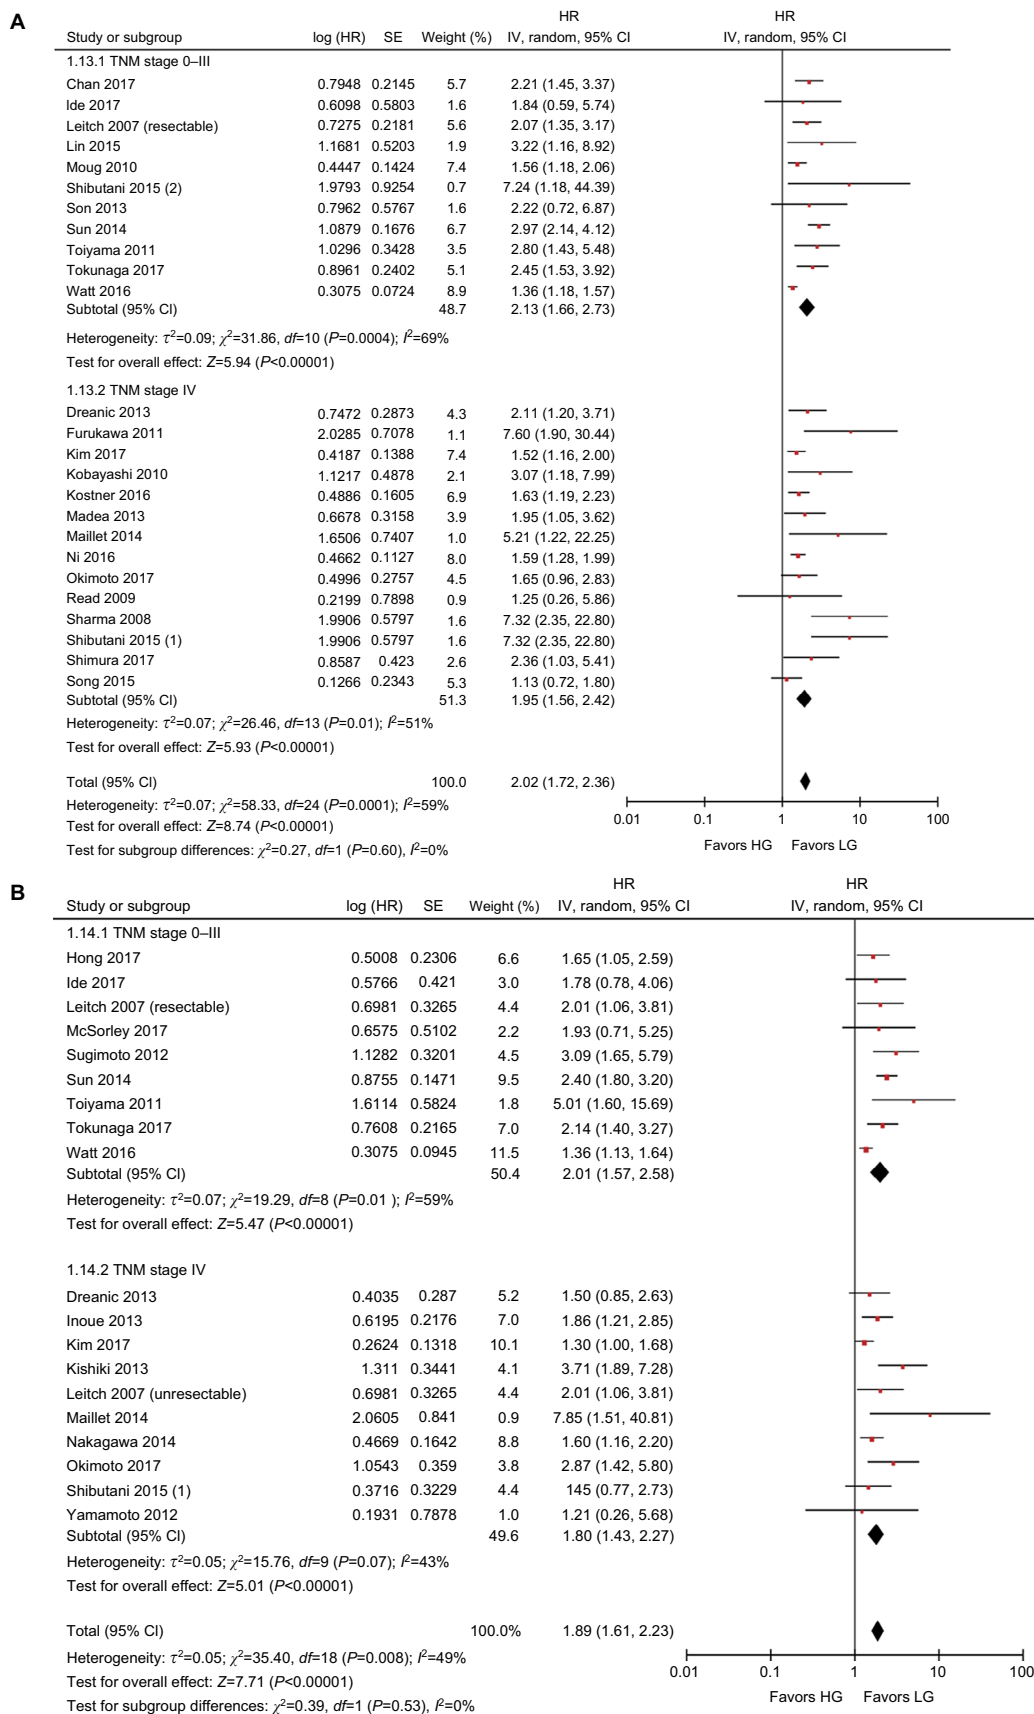 A
HR HR
Study or subgroup log (HR) SE Weight (%) IV, random, 95% CI IV, random, 95% CI
1.13.1 TNM stage 0–III
Chan 2017 0.7948 0.2145 5.7 2.21 (1.45, 3.37)
Ide 2017 0.6098 0.5803 1.6 1.84 (0.59, 5.74)
Leitch 2007 (resectable) 0.7275 0.2181 5.6 2.07 (1.35, 3.17)
Lin 2015 1.1681 0.5203 1.9 3.22 (1.16, 8.92)
Moug 2010 0.4447 0.1424 7.4 1.56 (1.18, 2.06)
Shibutani 2015 (2) 1.9793 0.9254 0.7 7.24 (1.18, 44.39)
Son 2013 0.7962 0.5767 1.6 2.22 (0.72, 6.87)
Sun 2014 1.0879 0.1676 6.7 2.97 (2.14, 4.12)
Toiyama 2011 1.0296 0.3428 3.5 2.80 (1.43, 5.48)
Tokunaga 2017 0.8961 0.2402 5.1 2.45 (1.53, 3.92)
Watt 2016 0.3075 0.0724 8.9 1.36 (1.18, 1.57)
Subtotal (95% CI) 48.7 2.13 (1.66, 2.73)
Heterogeneity: τ²=0.09; χ²=31.86, df=10 (P=0.0004); I²=69%
Test for overall effect: Z=5.94 (P<0.00001)
1.13.2 TNM stage IV
Dreanic 2013 0.7472 0.2873 4.3 2.11 (1.20, 3.71)
Furukawa 2011 2.0285 0.7078 1.1 7.60 (1.90, 30.44)
Kim 2017 0.4187 0.1388 7.4 1.52 (1.16, 2.00)
Kobayashi 2010 1.1217 0.4878 2.1 3.07 (1.18, 7.99)
Kostner 2016 0.4886 0.1605 6.9 1.63 (1.19, 2.23)
Madea 2013 0.6678 0.3158 3.9 1.95 (1.05, 3.62)
Maillet 2014 1.6506 0.7407 1.0 5.21 (1.22, 22.25)
Ni 2016 0.4662 0.1127 8.0 1.59 (1.28, 1.99)
Okimoto 2017 0.4996 0.2757 4.5 1.65 (0.96, 2.83)
Read 2009 0.2199 0.7898 0.9 1.25 (0.26, 5.86)
Sharma 2008 1.9906 0.5797 1.6 7.32 (2.35, 22.80)
Shibutani 2015 (1) 1.9906 0.5797 1.6 7.32 (2.35, 22.80)
Shimura 2017 0.8587 0.423 2.6 2.36 (1.03, 5.41)
Song 2015 0.1266 0.2343 5.3 1.13 (0.72, 1.80)
Subtotal (95% CI) 51.3 1.95 (1.56, 2.42)
Heterogeneity: τ²=0.07; χ²=26.46, df=13 (P=0.01); I²=51%
Test for overall effect: Z=5.93 (P<0.00001)
Total (95% CI) 100.0 2.02 (1.72, 2.36)
Heterogeneity: τ²=0.07; χ²=58.33, df=24 (P=0.0001); I²=59%
Test for overall effect: Z=8.74 (P<0.00001)
Test for subgroup differences: χ²=0.27, df=1 (P=0.60), I²=0%
0.01 0.1 1 10 100
Favors HG Favors LG
B
HR HR
Study or subgroup log (HR) SE Weight (%) IV, random, 95% CI IV, random, 95% CI
1.14.1 TNM stage 0–III
Hong 2017 0.5008 0.2306 6.6 1.65 (1.05, 2.59)
Ide 2017 0.5766 0.421 3.0 1.78 (0.78, 4.06)
Leitch 2007 (resectable) 0.6981 0.3265 4.4 2.01 (1.06, 3.81)
McSorley 2017 0.6575 0.5102 2.2 1.93 (0.71, 5.25)
Sugimoto 2012 1.1282 0.3201 4.5 3.09 (1.65, 5.79)
Sun 2014 0.8755 0.1471 9.5 2.40 (1.80, 3.20)
Toiyama 2011 1.6114 0.5824 1.8 5.01 (1.60, 15.69)
Tokunaga 2017 0.7608 0.2165 7.0 2.14 (1.40, 3.27)
Watt 2016 0.3075 0.0945 11.5 1.36 (1.13, 1.64)
Subtotal (95% CI) 50.4 2.01 (1.57, 2.58)
Heterogeneity: τ²=0.07; χ²=19.29, df=8 (P=0.01 ); I²=59%
Test for overall effect: Z=5.47 (P<0.00001)
1.14.2 TNM stage IV
Dreanic 2013 0.4035 0.287 5.2 1.50 (0.85, 2.63)
Inoue 2013 0.6195 0.2176 7.0 1.86 (1.21, 2.85)
Kim 2017 0.2624 0.1318 10.1 1.30 (1.00, 1.68)
Kishiki 2013 1.311 0.3441 4.1 3.71 (1.89, 7.28)
Leitch 2007 (unresectable) 0.6981 0.3265 4.4 2.01 (1.06, 3.81)
Maillet 2014 2.0605 0.841 0.9 7.85 (1.51, 40.81)
Nakagawa 2014 0.4669 0.1642 8.8 1.60 (1.16, 2.20)
Okimoto 2017 1.0543 0.359 3.8 2.87 (1.42, 5.80)
Shibutani 2015 (1) 0.3716 0.3229 4.4 145 (0.77, 2.73)
Yamamoto 2012 0.1931 0.7878 1.0 1.21 (0.26, 5.68)
Subtotal (95% CI) 49.6 1.80 (1.43, 2.27)
Heterogeneity: τ²=0.05; χ²=15.76, df=9 (P=0.07); I²=43%
Test for overall effect: Z=5.01 (P<0.00001)
Total (95% CI) 100.0% 1.89 (1.61, 2.23)
Heterogeneity: τ²=0.05; χ²=35.40, df=18 (P=0.008); I²=49%
Test for overall effect: Z=7.71 (P<0.00001)
Test for subgroup differences: χ²=0.39, df=1 (P=0.53), I²=0%
0.01 0.1 1 10 100
Favors HG Favors LG